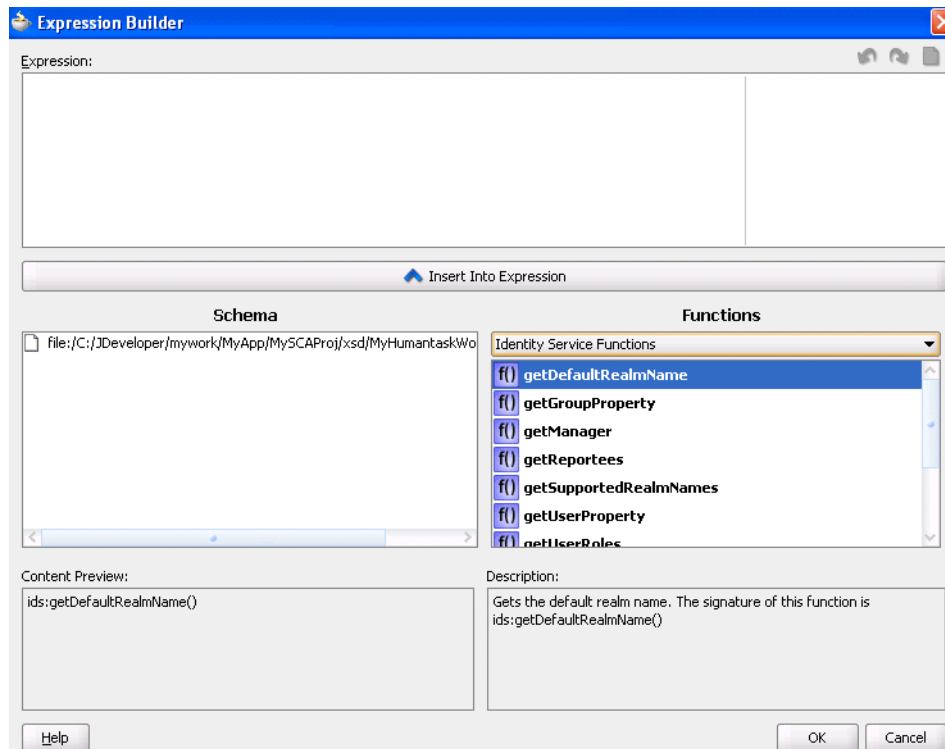 Expression Builder
Expression:
Insert Into Expression
Schema
Functions
file:/C:/JDeveloper/mywork/MyApp/MySCAProj/xsd/MyHumantaskWo
Identity Service Functions
f() getDefaultRealmName
f() getGroupProperty
f() getManager
f() getReportees
f() getSupportedRealmNames
f() getUserProperty
f() getUserRoles
Content Preview:
ids:getDefaultRealmName()
Description:
Gets the default realm name. The signature of this function is
ids:getDefaultRealmName()
Help
OK
Cancel